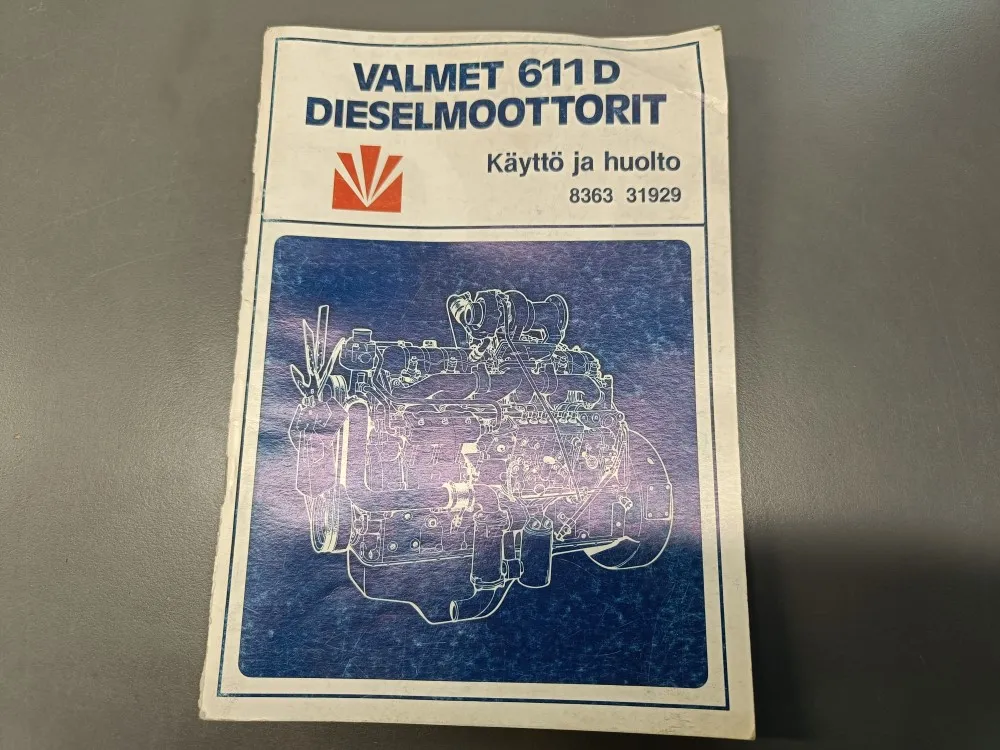 VALMET 611D
DIESELMOOTTORIT
Käyttö ja huolto
8363 31929